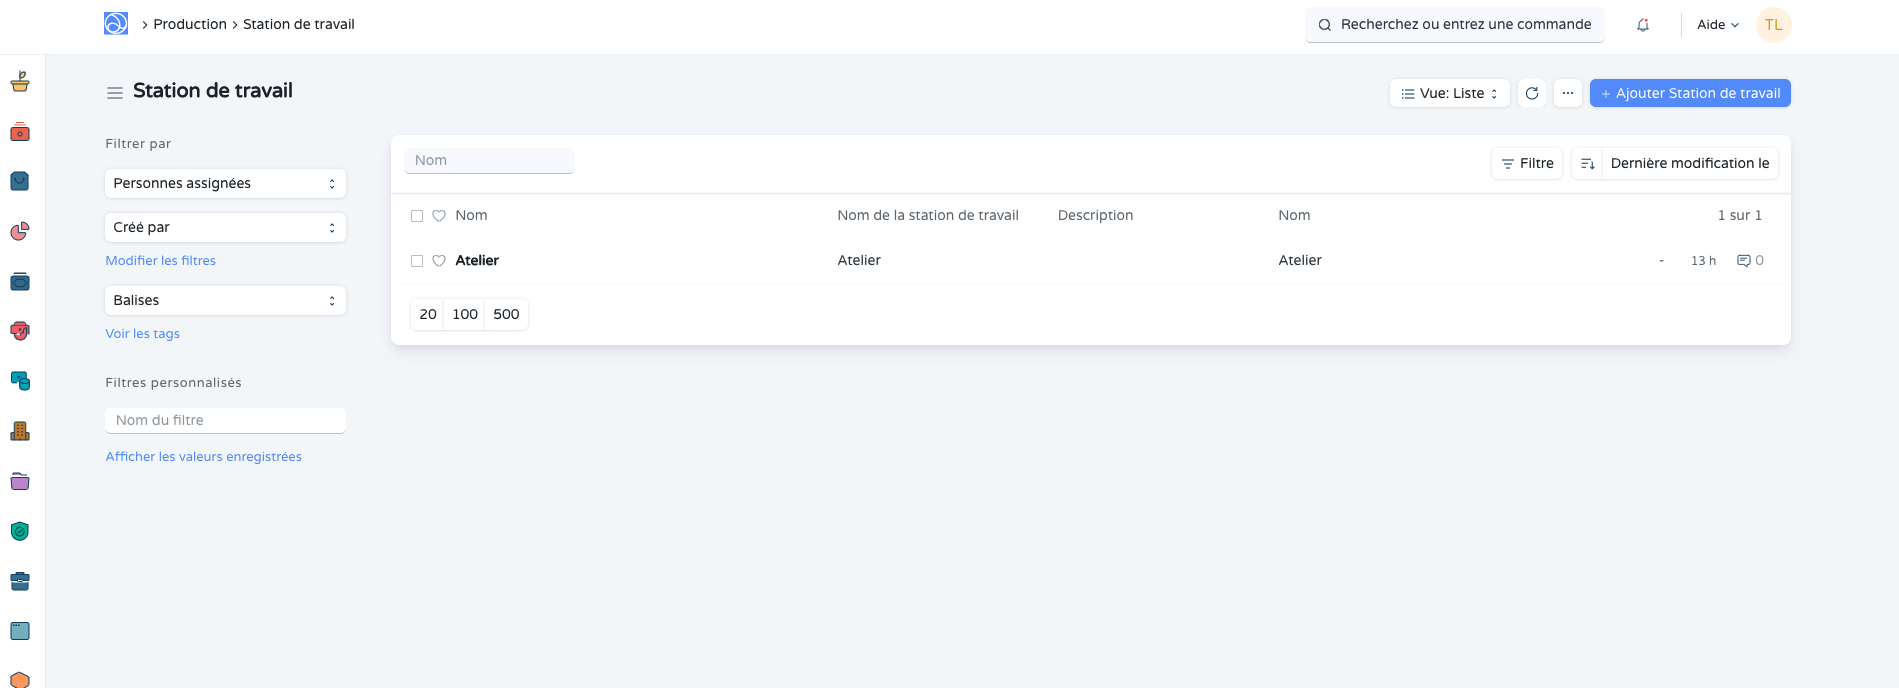 Production Station de travail
Recherchez ou entrez une commande
Aide
TL
Station de travail
Vue: Liste
Ajouter Station de travail
Filtrer par
Personnes assignées
Créé par
Modifier les filtres
Balises
Voir les tags
Filtres personnalisés
Nom du filtre
Afficher les valeurs enregistrées
Nom
Filtre
Dernière modification le
Nom Nom de la station de travail Description Nom 1 sur 1
Atelier Atelier Atelier - 13 h 0
20 100 500